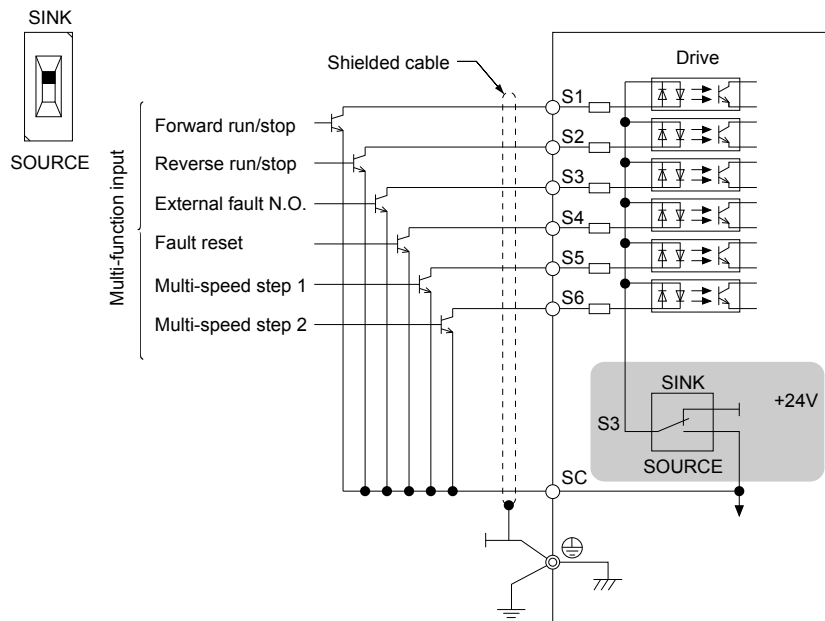 SINK
SOURCE
Multi-function input
Forward run/stop
Reverse run/stop
External fault N.O.
Fault reset
Multi-speed step 1
Multi-speed step 2
Shielded cable
Drive
S1
S2
S3
S4
S5
S6
SINK
+24V
S3
SOURCE
SC